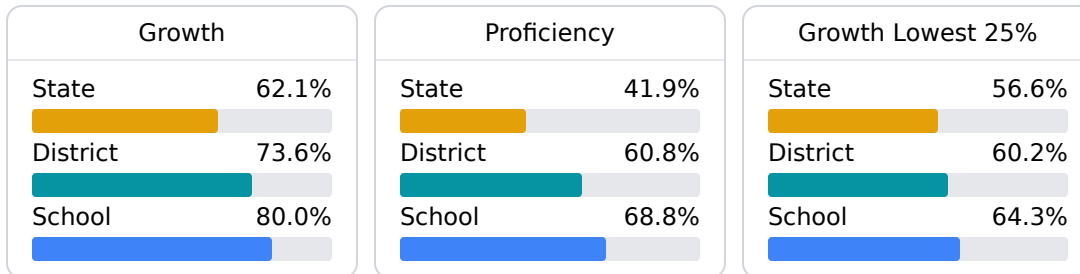 Growth
State 62.1%
District 73.6%
School 80.0%
Proficiency
State 41.9%
District 60.8%
School 68.8%
Growth Lowest 25%
State 56.6%
District 60.2%
School 64.3%